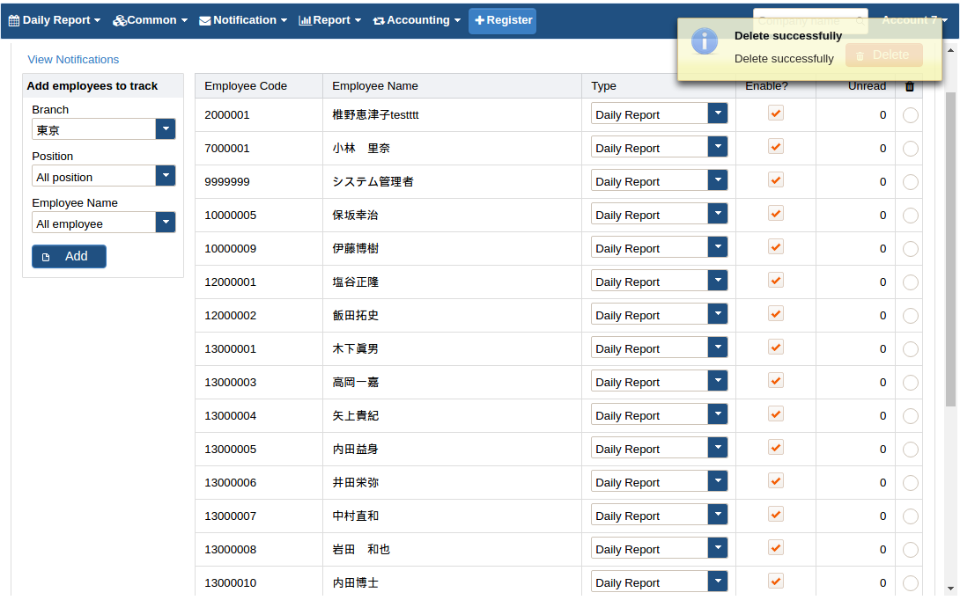 Daily Report Common Notification Report Accounting Register Company name Account 7
Delete successfully
Delete successfully Delete
View Notifications
Add employees to track
Branch
東京
Position
All position
Employee Name
All employee
Add
Employee Code Employee Name Type Enable? Unread
2000001 椎野恵津子testttt Daily Report 0
7000001 小林 里奈 Daily Report 0
9999999 システム管理者 Daily Report 0
10000005 保坂幸治 Daily Report 0
10000009 伊藤博樹 Daily Report 0
12000001 塩谷正隆 Daily Report 0
12000002 飯田拓史 Daily Report 0
13000001 木下眞男 Daily Report 0
13000003 高岡一嘉 Daily Report 0
13000004 矢上貴紀 Daily Report 0
13000005 内田益身 Daily Report 0
13000006 井田栄弥 Daily Report 0
13000007 中村直和 Daily Report 0
13000008 岩田 和也 Daily Report 0
13000010 内田博士 Daily Report 0